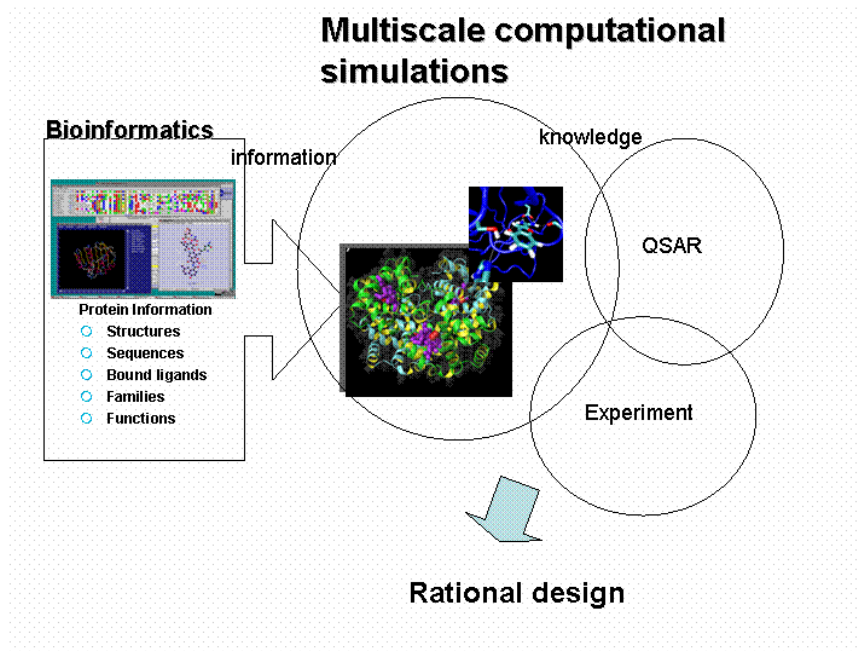 Multiscale computational
simulations
Bioinformatics
information
knowledge
QSAR
Protein Information
Structures
Sequences
Bound ligands
Families
Functions
Experiment
Rational design